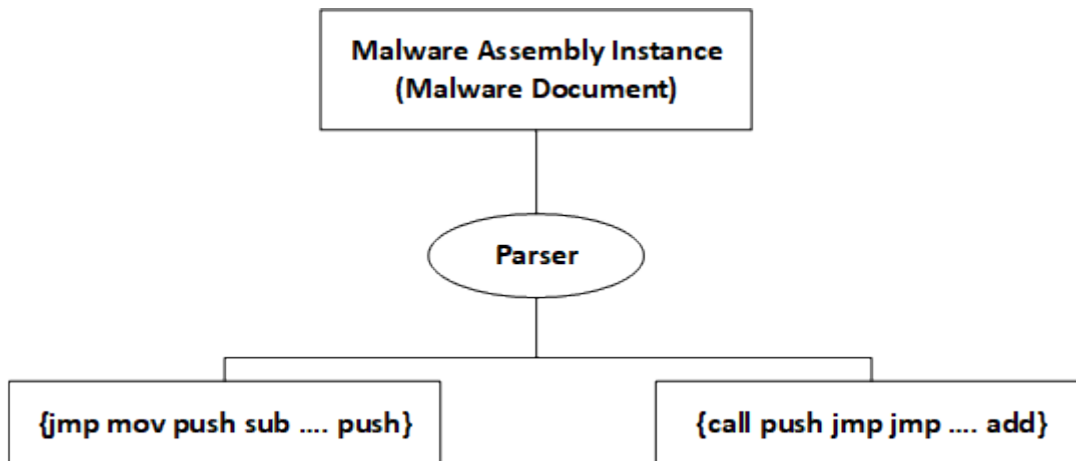 Malware Assembly Instance
(Malware Document)
Parser
{jmp mov push sub .... push}
{call push jmp jmp .... add}